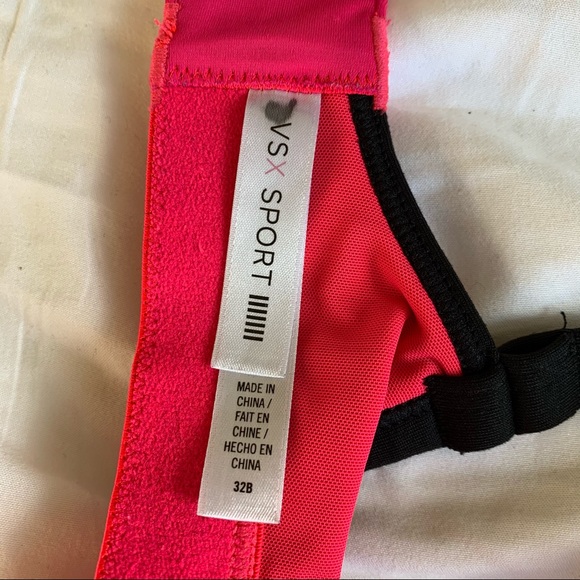 VSX SPORT
MADE IN
CHINA /
FAIT EN
CHINE /
HECHO EN
CHINA
32B